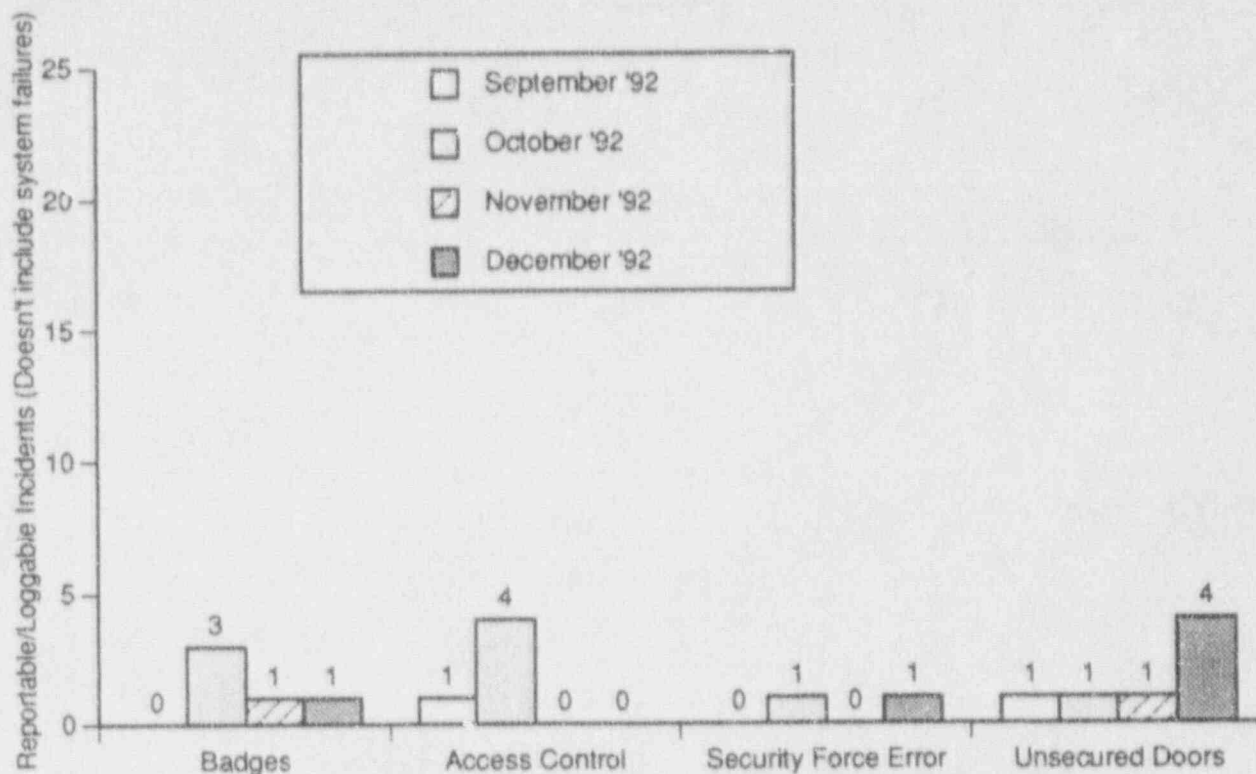 Reportable/Loggable Incidents (Doesn't include system failures)
25
20
15
10
5
0
September '92
October '92
November '92
December '92
0 3 1 1
1 4 0 0
0 1 0 1
1 1 1 4
Badges Access Control Security Force Error Unsecured Doors